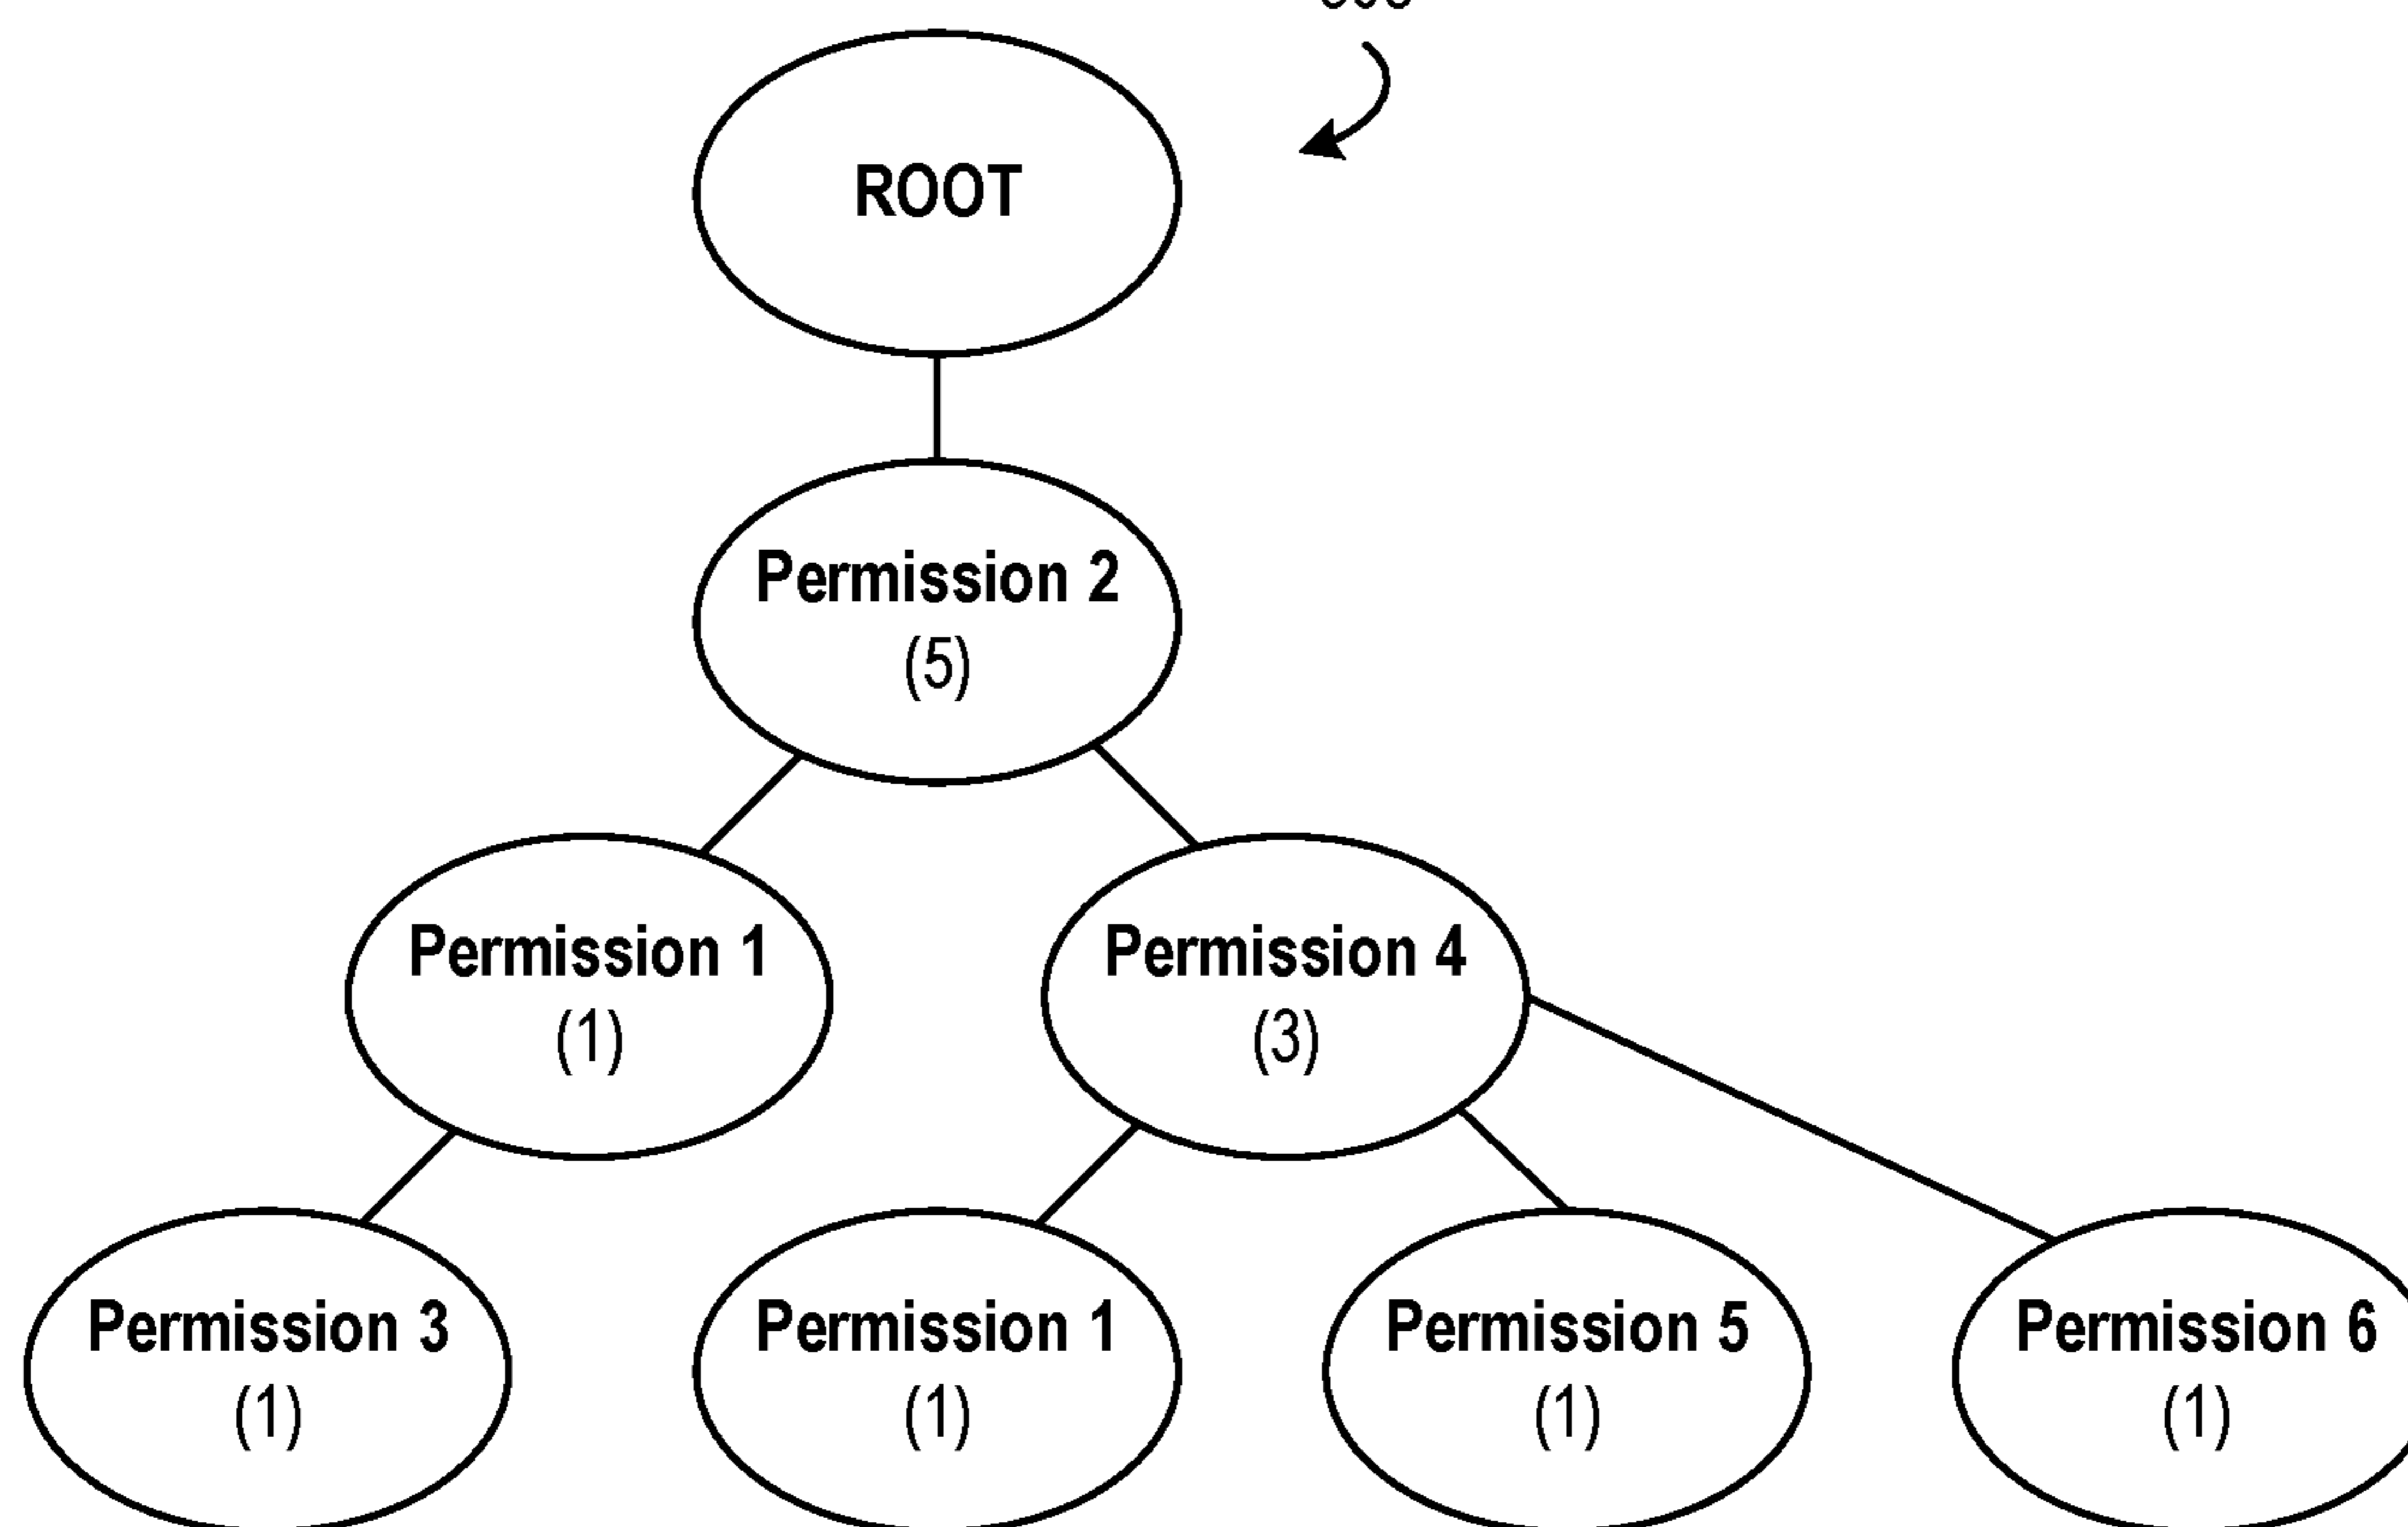 ROOT
Permission 2
(5)
Permission 1
(1)
Permission 4
(3)
Permission 3
(1)
Permission 1
(1)
Permission 5
(1)
Permission 6
(1)